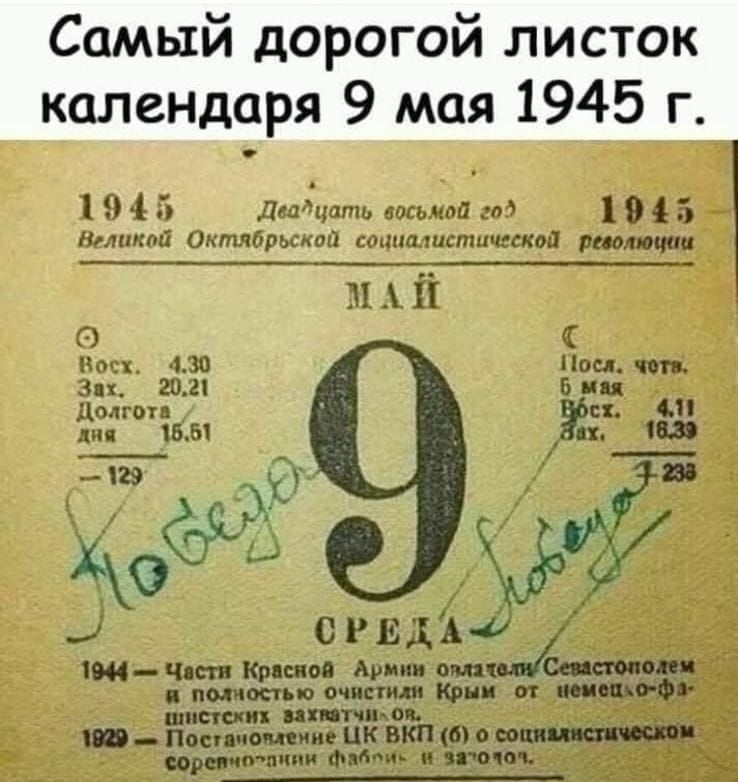 Самый дорогой листок
календаря 9 мая 1945 г.
1945 Двадцать восьмой год 1945
Великой Октябрьской социалистической революции
МАЙ
Восх. 4.30
Зах. 20.21
Долгота
дня 15.51
— 129
9
Посл. четв.
5 мая
Восх. 4.11
Зах. 16.39
236
Победа
Победа
СРЕДА
1944 — Части Красной Армии овладели Севастополем
и полностью очистили Крым от немецко-фа-
шистских захватчиков.
1929 — Постановление ЦК ВКП (б) о социалистическом
соревновании фабрик и заводов.